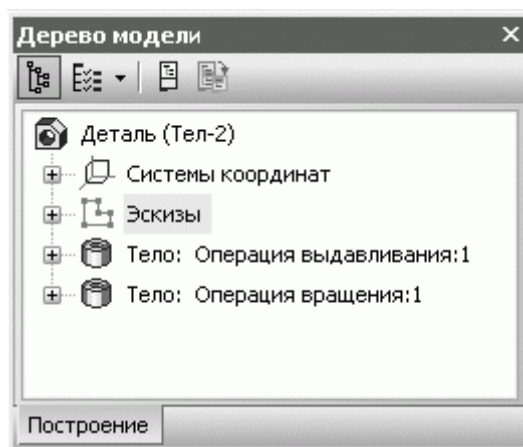 Дерево модели
Деталь (Тел-2)
Системы координат
Эскизы
Тело: Операция выдавливания:1
Тело: Операция вращения:1
Построение